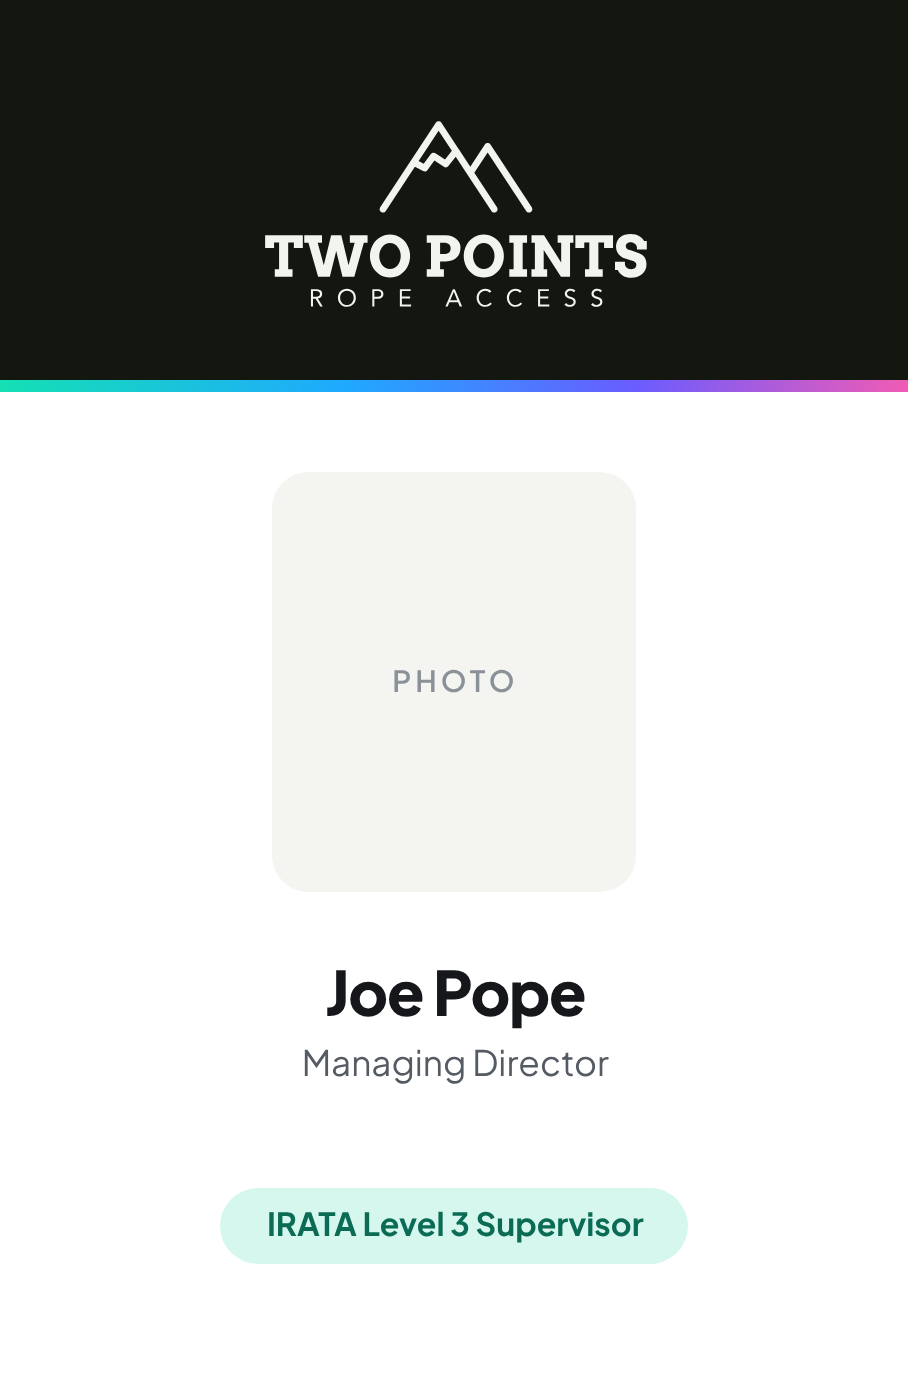 TWO POINTS
ROPE ACCESS
PHOTO
Joe Pope
Managing Director
IRATA Level 3 Supervisor